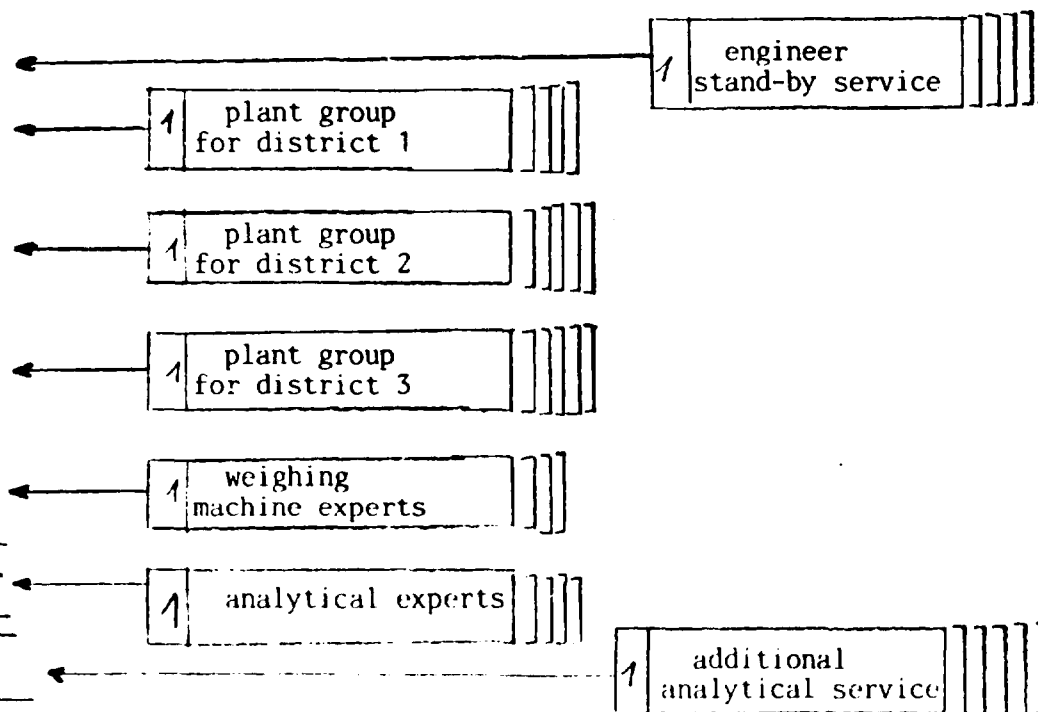 1 engineer
stand-by service
1 plant group
for district 1
1 plant group
for district 2
1 plant group
for district 3
1 weighing
machine experts
1 analytical experts
1 additional
analytical service